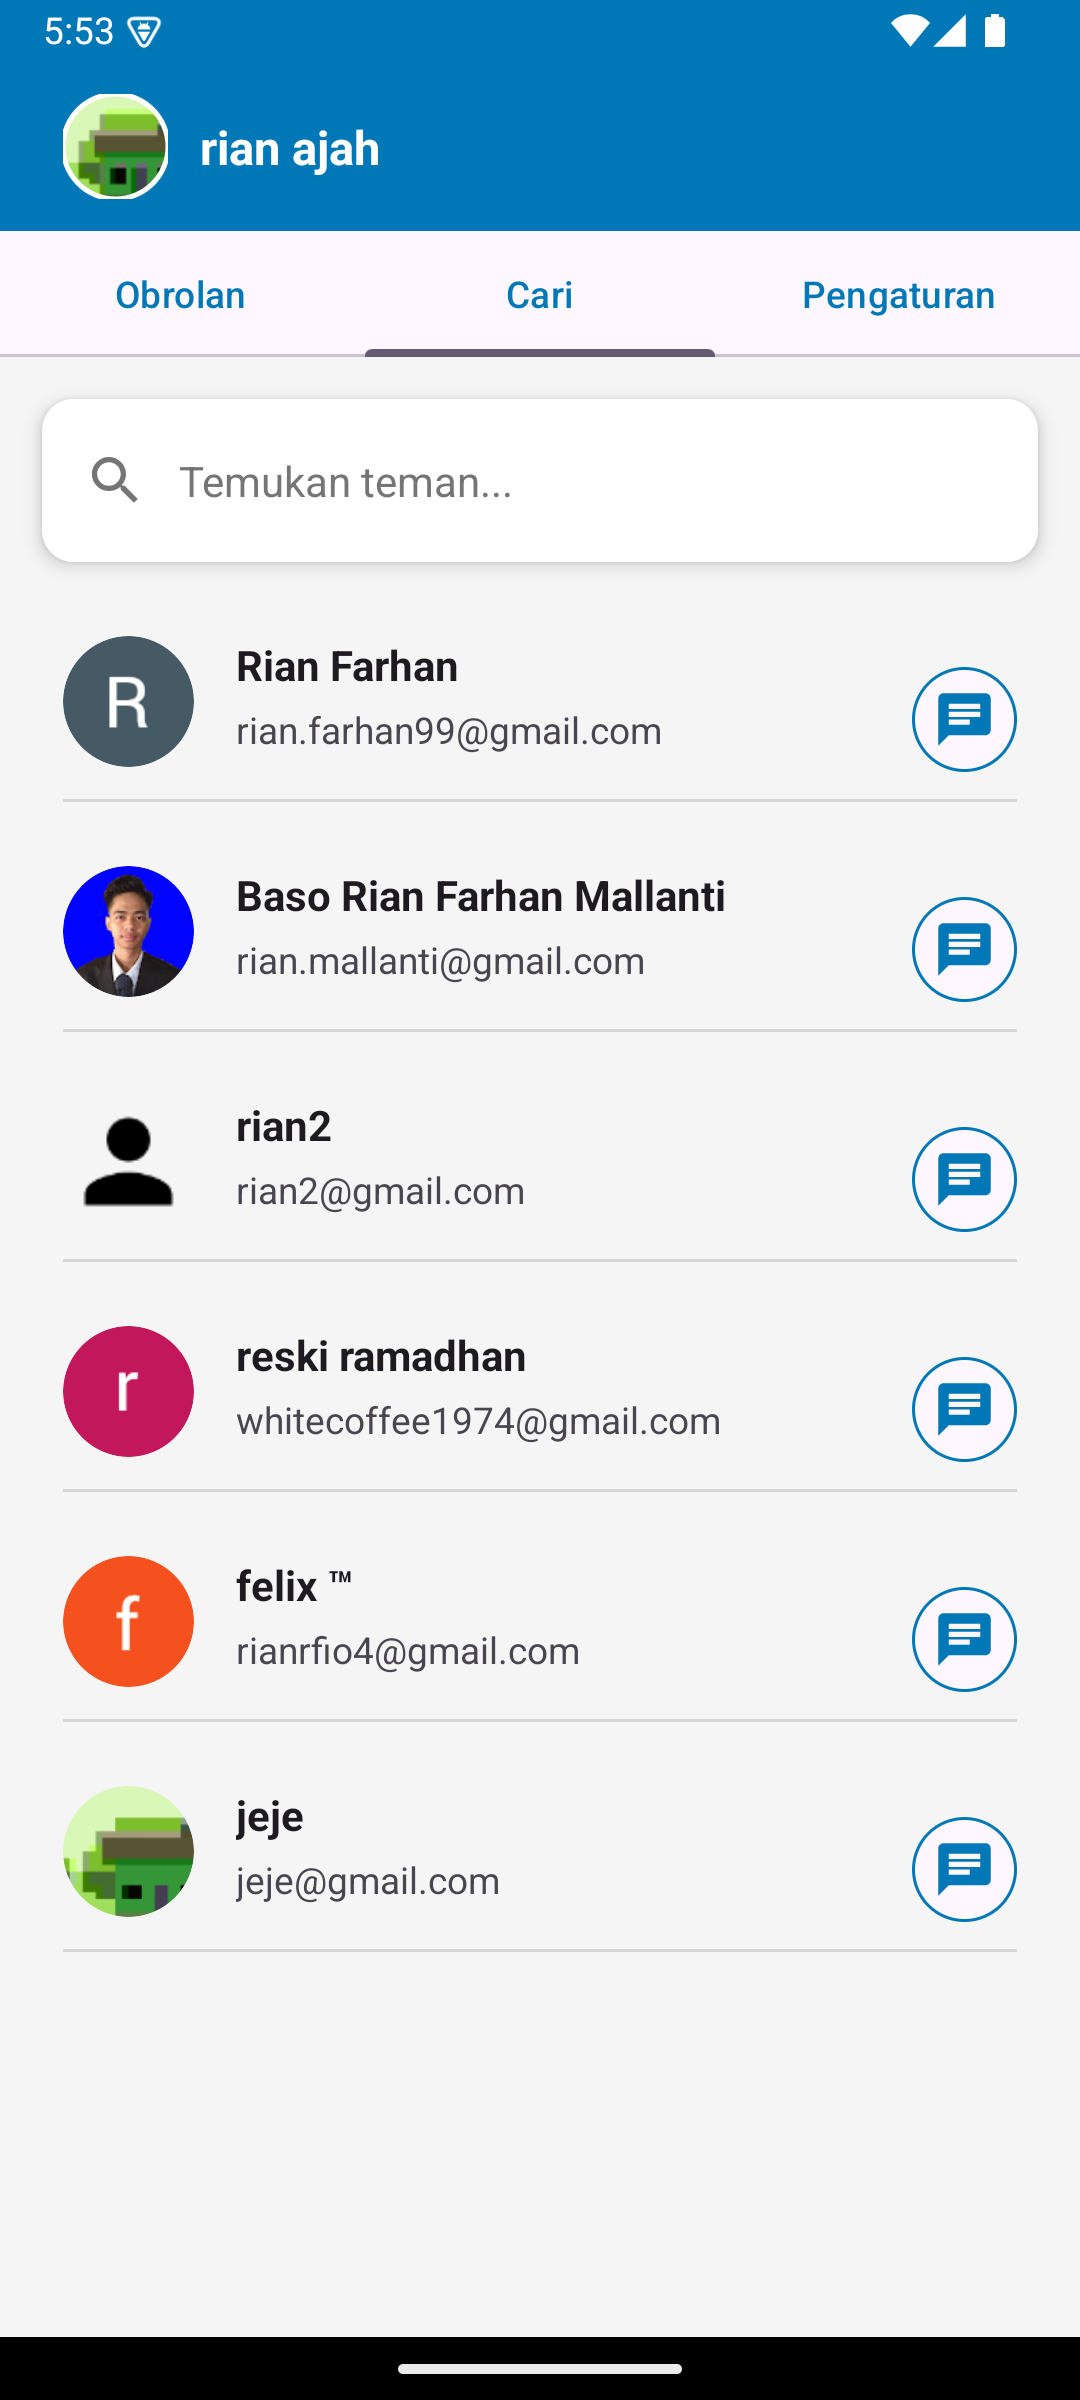 5:53
rian ajah
Obrolan
Cari
Pengaturan
Temukan teman...
R
Rian Farhan
rian.farhan99@gmail.com
Baso Rian Farhan Mallanti
rian.mallanti@gmail.com
rian2
rian2@gmail.com
r
reski ramadhan
whitecoffee1974@gmail.com
f
felix ™
rianrfio4@gmail.com
jeje
jeje@gmail.com